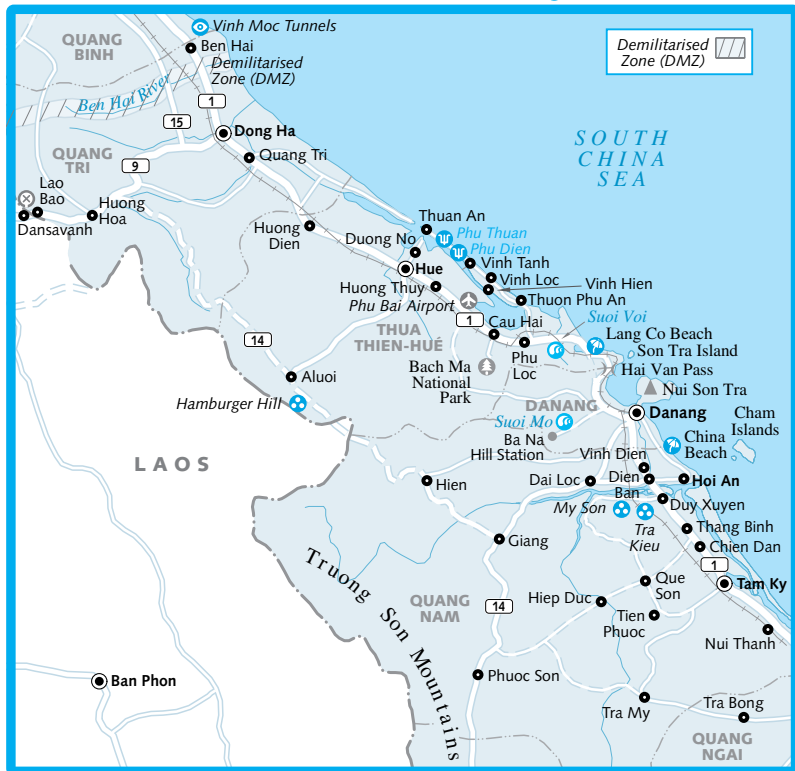 Vinh Moc Tunnels
QUANG
BINH
Ben Hai
Demilitarised
Zone (DMZ)
Demilitarised
Zone (DMZ)
Ben Hoi River
1
15
Dong Ha
SOUTH
CHINA
SEA
QUANG
TRI
9
Quang Tri
Lao
Bao
Huong
Hoa
Dansavanh
Huong
Dien
Thuan An
Phu Thuan
Phu Dien
Duong No
Vinh Tanh
Hue
Vinh Loc
Vinh Hien
Huong Thuy
Phu Bai Airport
Thuon Phu An
1
Suoi Voi
THUA
THIEN-HUÉ
Cau Hai
Lang Co Beach
14
Phu
Loc
Son Tra Island
Hai Van Pass
Bach Ma
National
Park
Aluoi
Nui Son Tra
Hamburger Hill
DANANG
Danang
Cham
Islands
Suoi Mo
Ba Na
Hill Station
China
Beach
LAOS
Vinh Dien
Hien
Dai Loc
Dien
Ban
Hoi An
My Son
Duy Xuyen
Tra
Kieu
Thang Binh
Giang
Chien Dan
1
Truong Son Mountains
Que
Son
Tam Ky
QUANG
NAM
14
Hiep Duc
Tien
Phuoc
Nui Thanh
Ban Phon
Phuoc Son
Tra My
Tra Bong
QUANG
NGAI